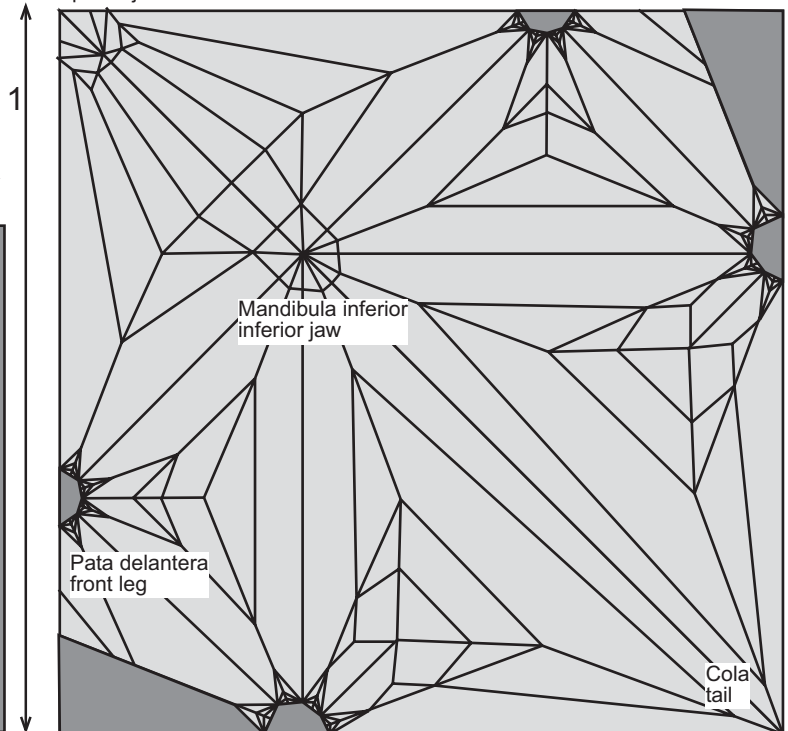 1
Mandibula inferior
inferior jaw
Pata delantera
front leg
Cola
tail